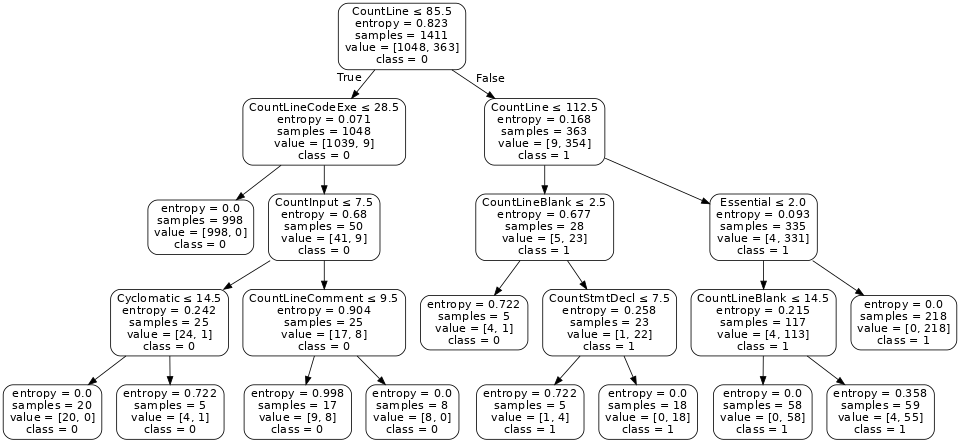 CountLine ≤ 85.5
entropy = 0.823
samples = 1411
value = [1048, 363]
class = 0
True
False
CountLineCodeExe ≤ 28.5
entropy = 0.071
samples = 1048
value = [1039, 9]
class = 0
CountLine ≤ 112.5
entropy = 0.168
samples = 363
value = [9, 354]
class = 1
entropy = 0.0
samples = 998
value = [998, 0]
class = 0
CountInput ≤ 7.5
entropy = 0.68
samples = 50
value = [41, 9]
class = 0
CountLineBlank ≤ 2.5
entropy = 0.677
samples = 28
value = [5, 23]
class = 1
Essential ≤ 2.0
entropy = 0.093
samples = 335
value = [4, 331]
class = 1
Cyclomatic ≤ 14.5
entropy = 0.242
samples = 25
value = [24, 1]
class = 0
CountLineComment ≤ 9.5
entropy = 0.904
samples = 25
value = [17, 8]
class = 0
entropy = 0.722
samples = 5
value = [4, 1]
class = 0
CountStmtDecl ≤ 7.5
entropy = 0.258
samples = 23
value = [1, 22]
class = 1
CountLineBlank ≤ 14.5
entropy = 0.215
samples = 117
value = [4, 113]
class = 1
entropy = 0.0
samples = 218
value = [0, 218]
class = 1
entropy = 0.0
samples = 20
value = [20, 0]
class = 0
entropy = 0.722
samples = 5
value = [4, 1]
class = 0
entropy = 0.998
samples = 17
value = [9, 8]
class = 0
entropy = 0.0
samples = 8
value = [8, 0]
class = 0
entropy = 0.722
samples = 5
value = [1, 4]
class = 1
entropy = 0.0
samples = 18
value = [0, 18]
class = 1
entropy = 0.0
samples = 58
value = [0, 58]
class = 1
entropy = 0.358
samples = 59
value = [4, 55]
class = 1